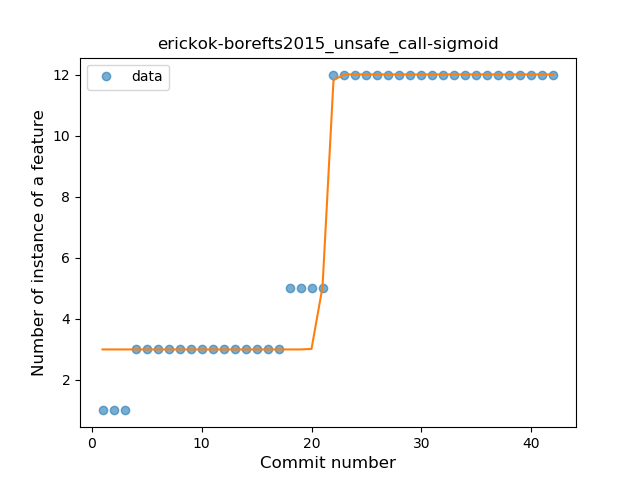 erickok-borefts2015_unsafe_call-sigmoid
data
Number of instance of a feature
12
10
8
6
4
2
0
10
20
30
40
Commit number